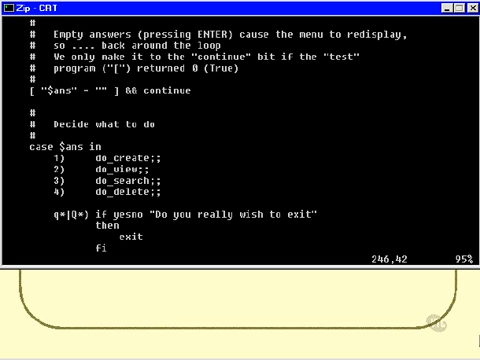 Zip - CAT
#
# Empty answers (pressing ENTER) cause the menu to redisplay,
# so .... back around the loop
# We only make it to the "continue" bit if the "test"
# program ("[") returned 0 (True)
#
[ "$ans" = "" ] && continue
#
# Decide what to do
#
case $ans in
1) do_create;;
2) do_view;;
3) do_search;;
4) do_delete;;
q*|Q*) if yesno "Do you really wish to exit"
then
exit
fi
246,42 95%